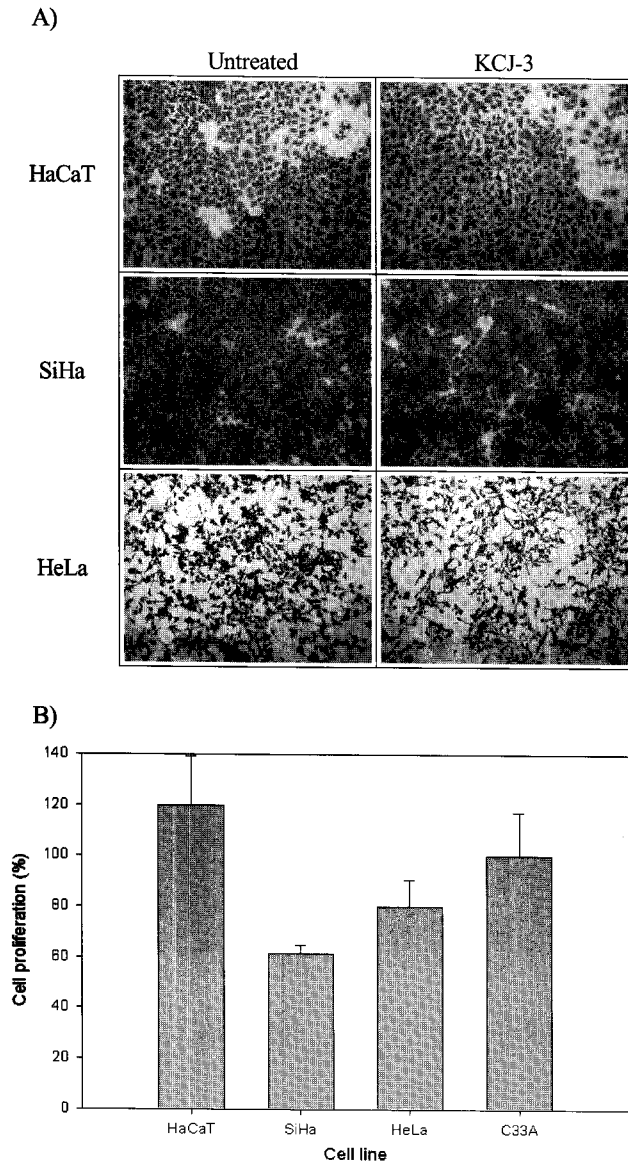 A)
Untreated KCJ-3
HaCaT
SiHa
HeLa
B)
Cell proliferation (%)
140
120
100
80
60
40
20
0
HaCaT SiHa HeLa C33A
Cell line